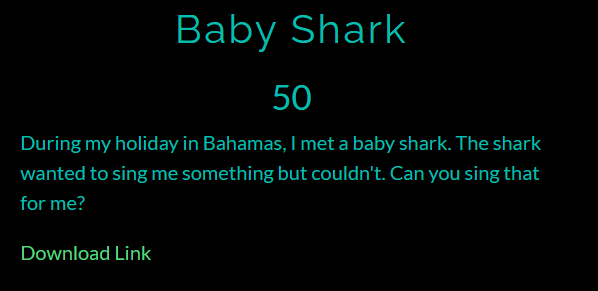 Baby Shark
50
During my holiday in Bahamas, I met a baby shark. The shark
wanted to sing me something but couldn't. Can you sing that
for me?
Download Link